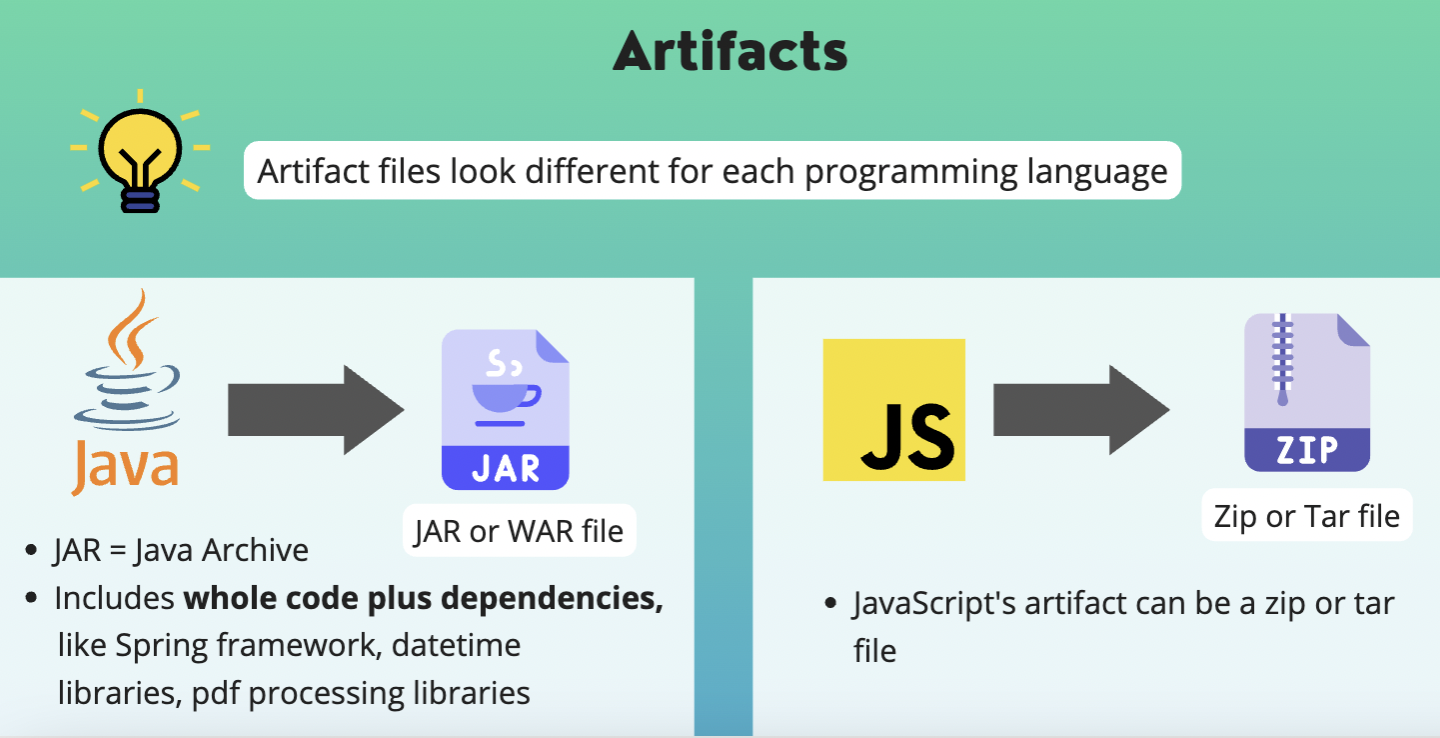 Artifacts
Artifact files look different for each programming language
Java
JAR
JAR or WAR file
• JAR = Java Archive
• Includes whole code plus dependencies,
like Spring framework, datetime
libraries, pdf processing libraries
JS
ZIP
Zip or Tar file
• JavaScript's artifact can be a zip or tar
file